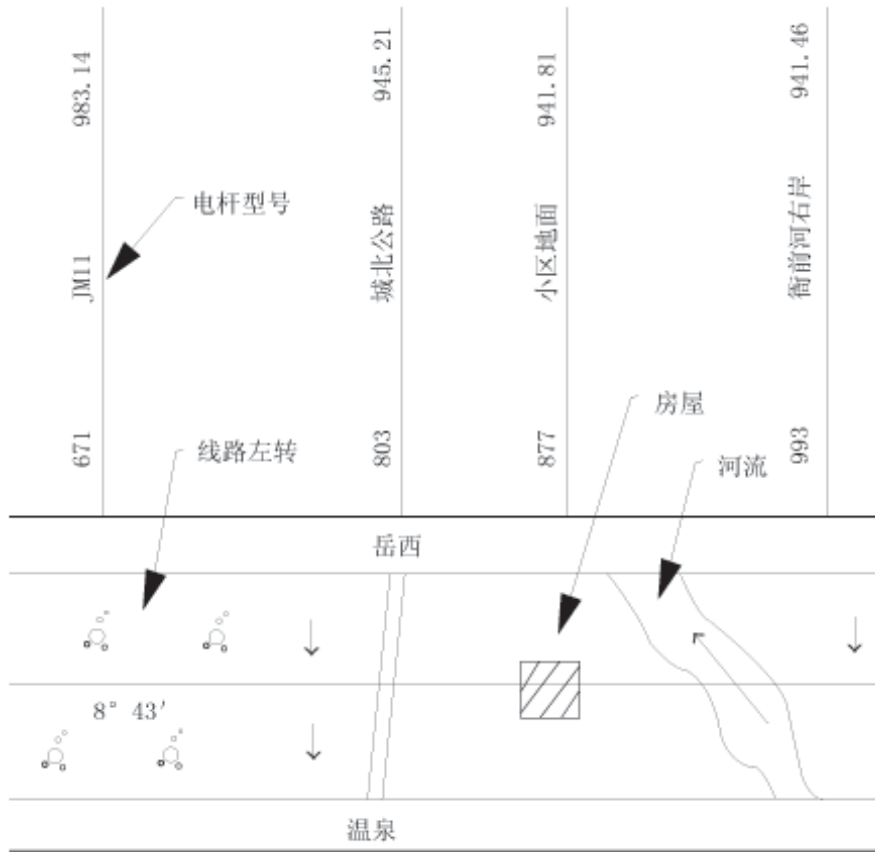 983.14
945.21
941.81
941.46
电杆型号
JM11
城北公路
小区地面
衙前河右岸
房屋
671
线路左转
803
877
河流
993
岳西
8° 43′
温泉